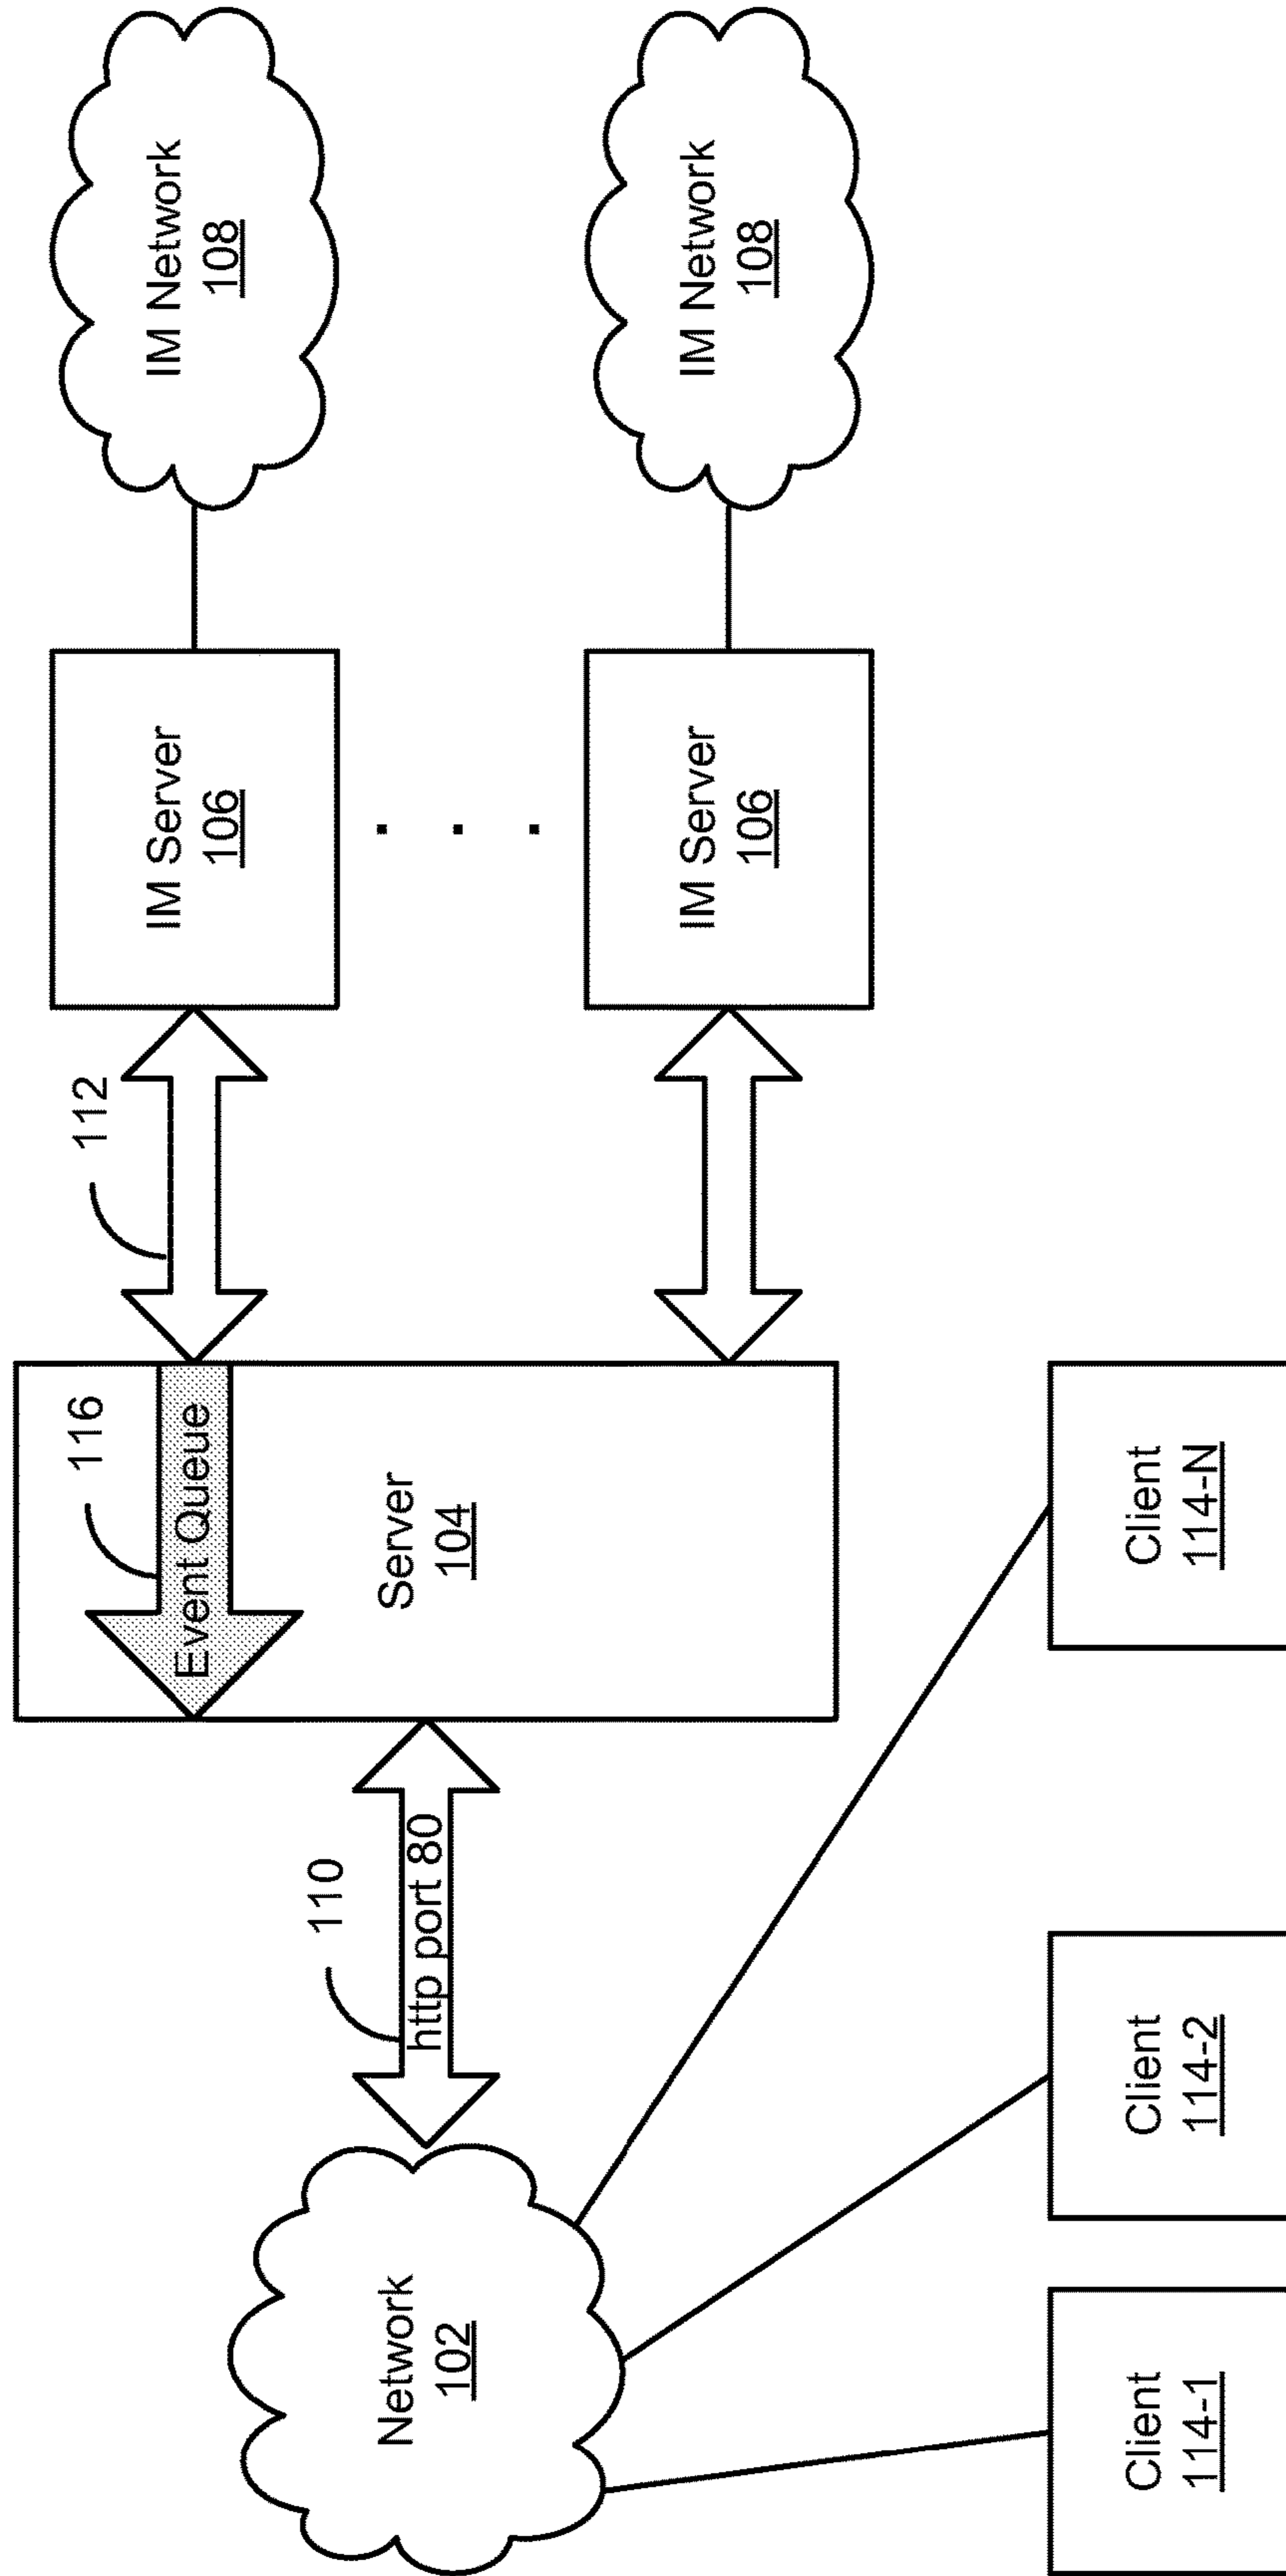 112
IM Network
108
116
IM Server
106
Event Queue
110
Server
104
http port 80
Network
102
IM Server
106
IM Network
108
. . .
Client
114-1
Client
114-2
Client
114-N